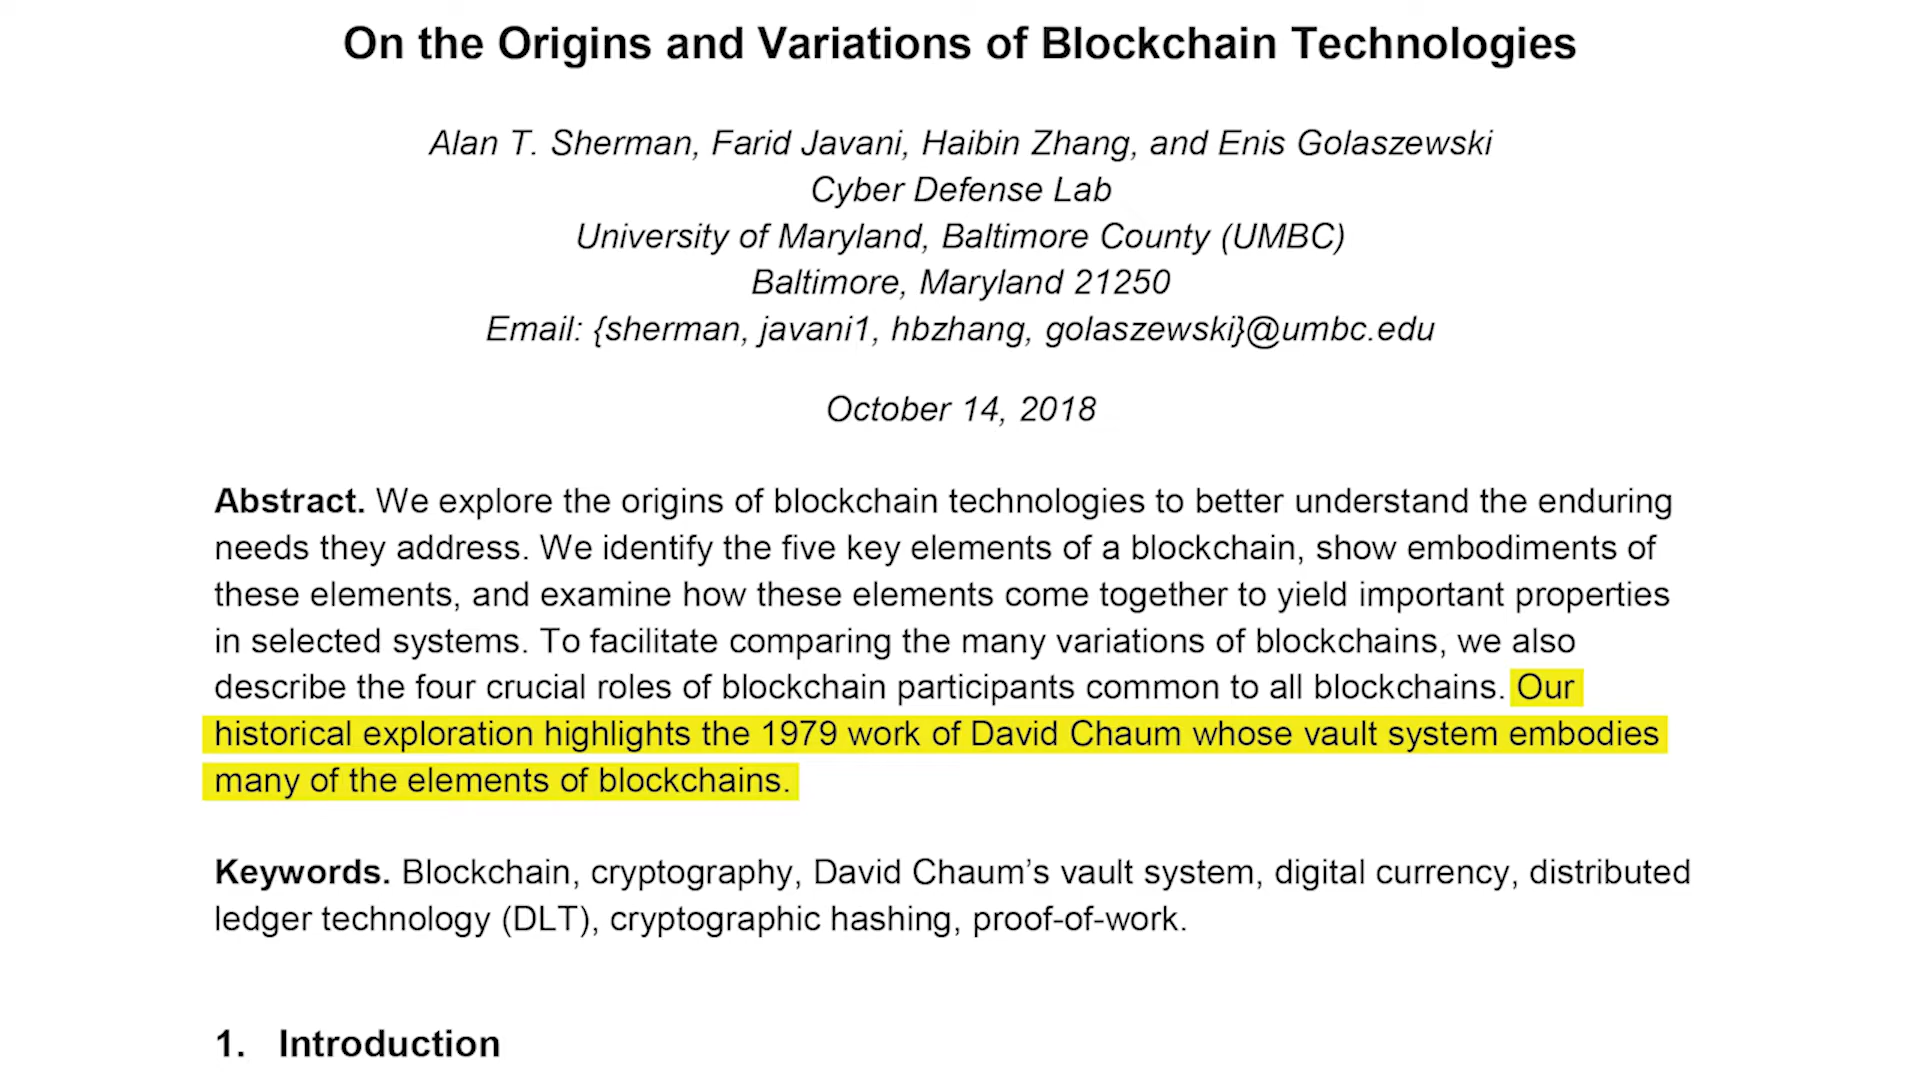 On the Origins and Variations of Blockchain Technologies
Alan T. Sherman, Farid Javani, Haibin Zhang, and Enis Golaszewski
Cyber Defense Lab
University of Maryland, Baltimore County (UMBC)
Baltimore, Maryland 21250
Email: {sherman, javani1, hbzhang, golaszewski}@umbc.edu
October 14, 2018
Abstract. We explore the origins of blockchain technologies to better understand the enduring
needs they address. We identify the five key elements of a blockchain, show embodiments of
these elements, and examine how these elements come together to yield important properties
in selected systems. To facilitate comparing the many variations of blockchains, we also
describe the four crucial roles of blockchain participants common to all blockchains. Our
historical exploration highlights the 1979 work of David Chaum whose vault system embodies
many of the elements of blockchains.
Keywords. Blockchain, cryptography, David Chaum’s vault system, digital currency, distributed
ledger technology (DLT), cryptographic hashing, proof-of-work.
1. Introduction